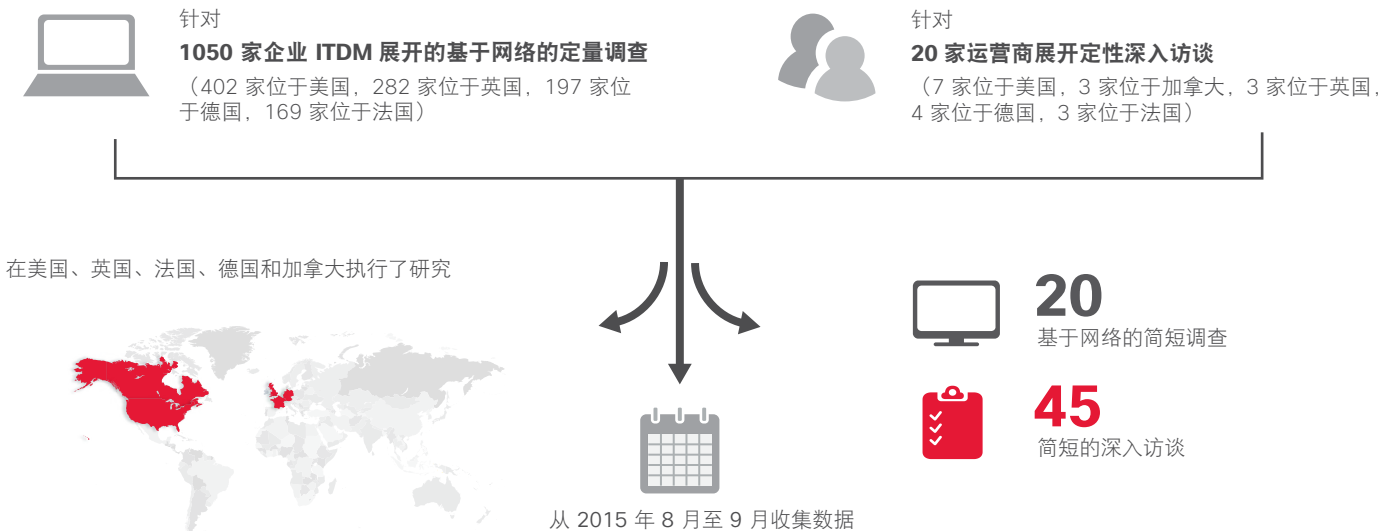 针对
1050 家企业 ITDM 展开的基于网络的定量调查
（402 家位于美国，282 家位于英国，197 家位
于德国，169 家位于法国）
针对
20 家运营商展开定性深入访谈
（7 家位于美国，3 家位于加拿大，3 家位于英国，
4 家位于德国，3 家位于法国）
在美国、英国、法国、德国和加拿大执行了研究
20
基于网络的简短调查
45
简短的深入访谈
从 2015 年 8 月至 9 月收集数据